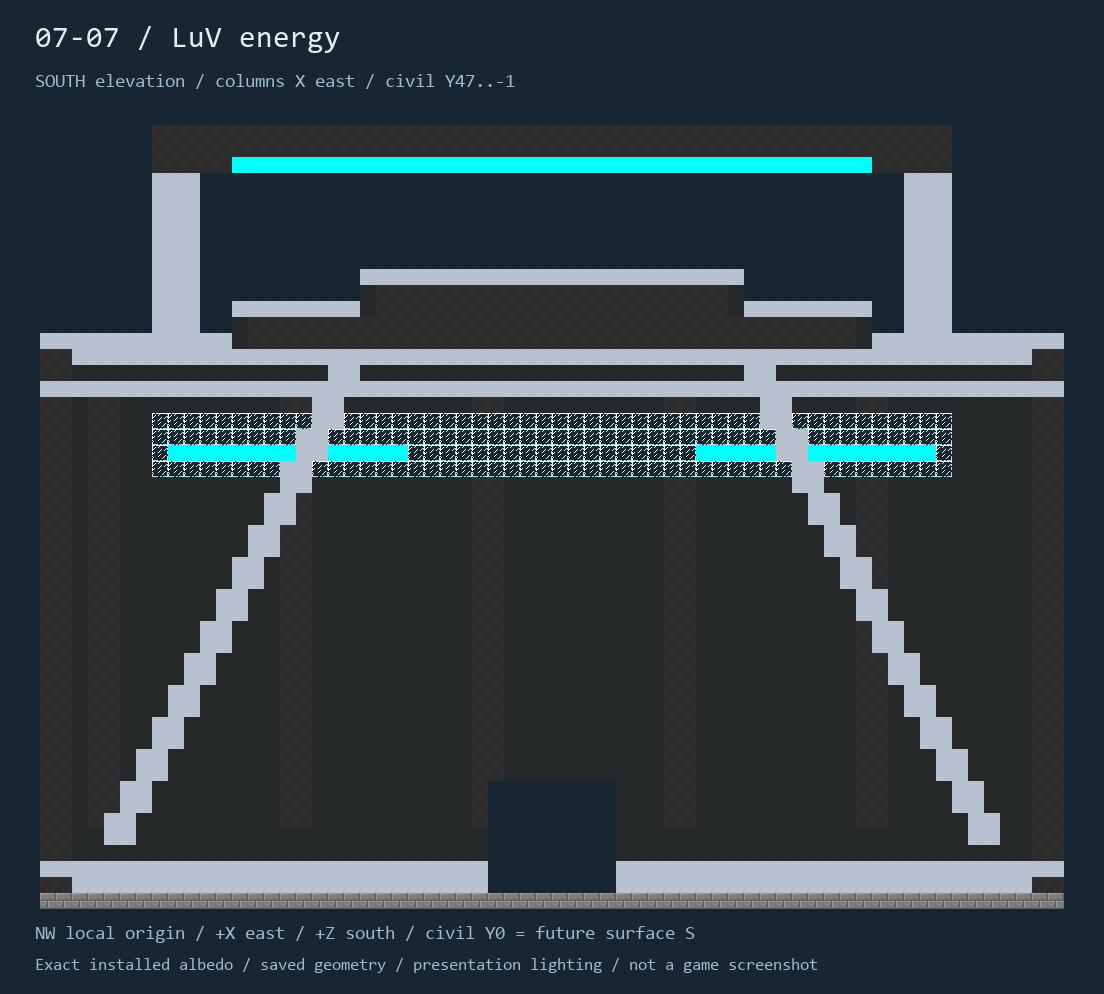 07-07 / LuV energy
SOUTH elevation / columns X east / civil Y47..-1
NW local origin / +X east / +Z south / civil Y0 = future surface S
Exact installed albedo / saved geometry / presentation lighting / not a game screenshot